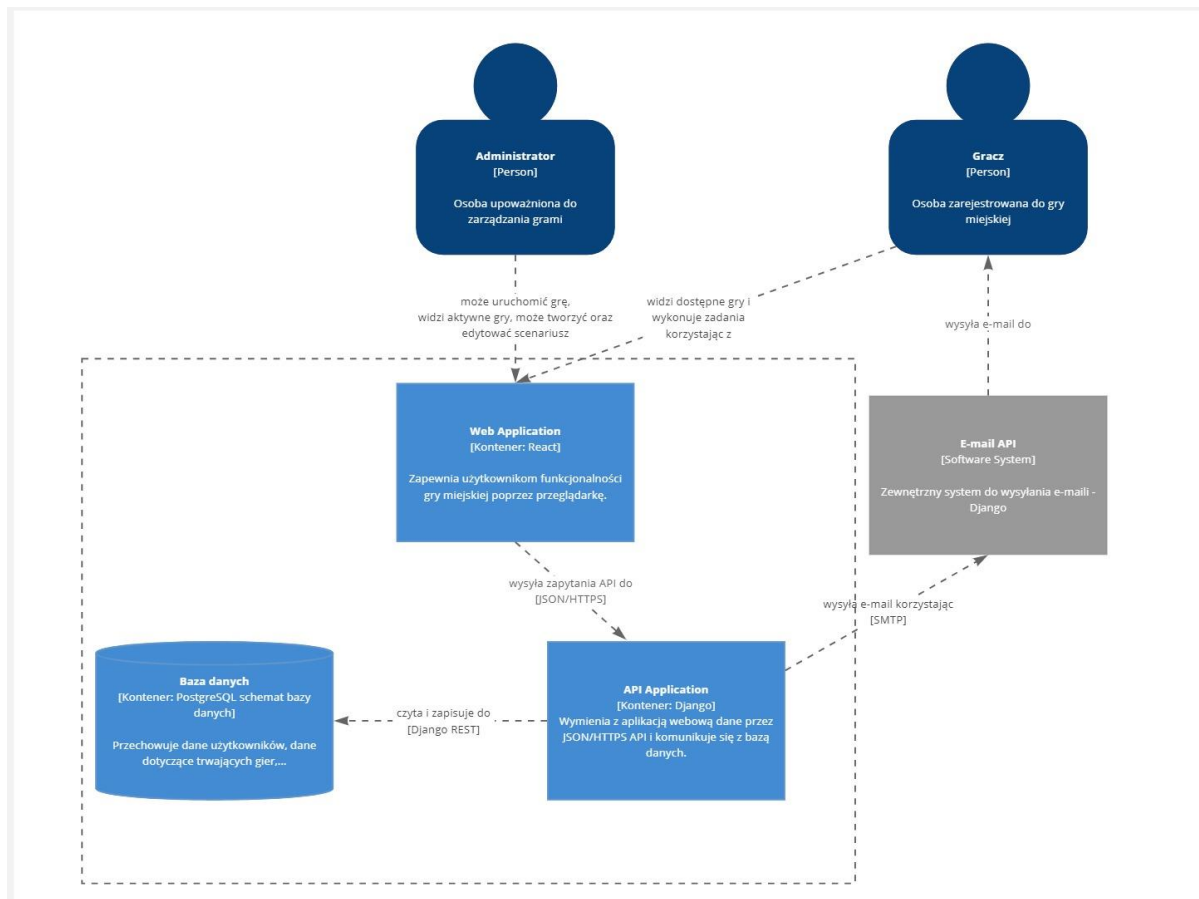 Administrator
[Person]
Osoba upoważniona do
zarządzania grami
Gracz
[Person]
Osoba zarejestrowana do gry
miejskiej
może uruchomić grę,
widzi aktywne gry, może tworzyć oraz
edytować scenariusz
widzi dostępne gry i
wykonuje zadania
korzystając z
wysyła e-mail do
Web Application
[Kontener: React]
Zapewnia użytkownikom funkcjonalności
gry miejskiej poprzez przeglądarkę.
E-mail API
[Software System]
Zewnętrzny system do wysyłania e-maili -
Django
wysyła zapytania API do
[JSON/HTTPS]
wysyła e-mail korzystając
[SMTP]
Baza danych
[Kontener: PostgreSQL schemat bazy
danych]
Przechowuje dane użytkowników, dane
dotyczące trwających gier,...
czyta i zapisuje do
[Django REST]
API Application
[Kontener: Django]
Wymienia z aplikacją webową dane przez
JSON/HTTPS API i komunikuje się z bazą
danych.